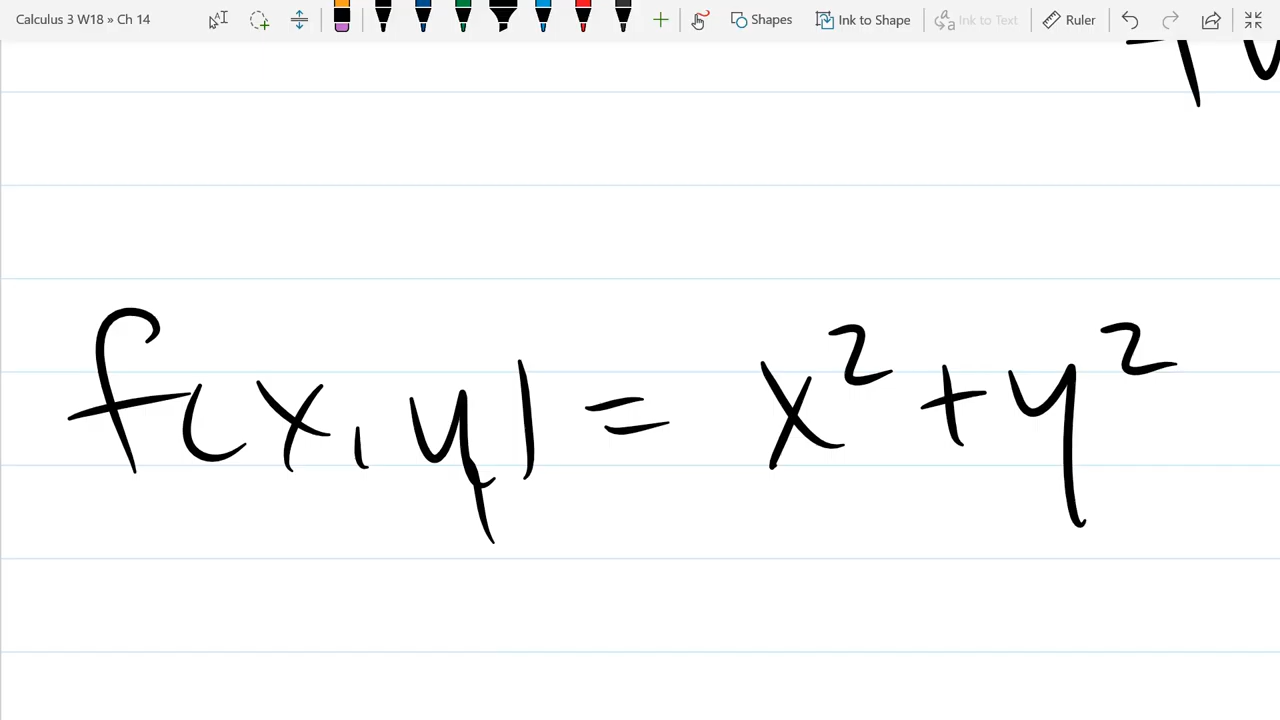 Calculus 3 W18 » Ch 14 Shapes Ink to Shape Ink to Text Ruler
f(x,y) = x² + y²